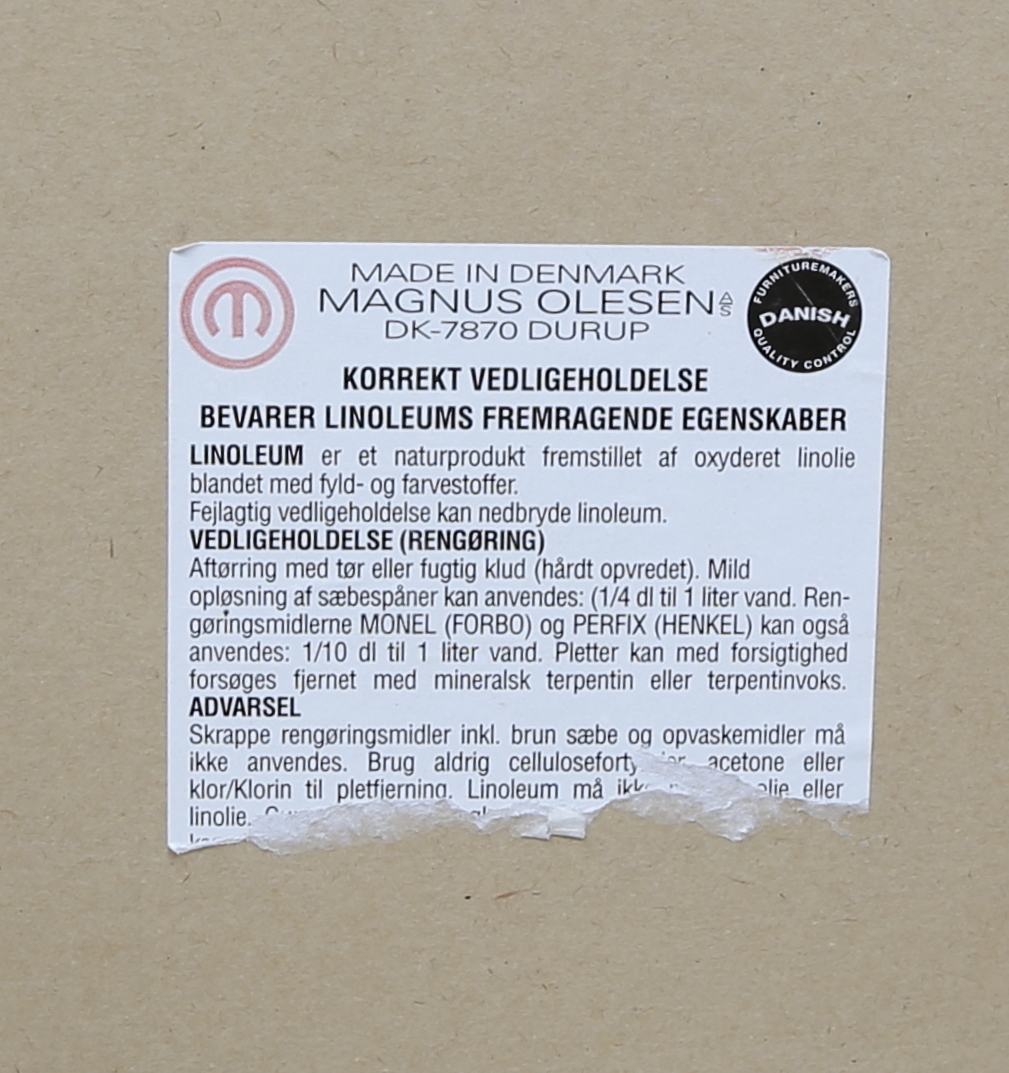 MADE IN DENMARK
MAGNUS OLESEN A/S
DK-7870 DURUP
FURNITUREMAKERS
DANISH
QUALITY CONTROL
KORREKT VEDLIGEHOLDELSE
BEVARER LINOLEUMS FREMRAGENDE EGENSKABER
LINOLEUM er et naturprodukt fremstillet af oxyderet linolie
blandet med fyld- og farvestoffer.
Fejlagtig vedligeholdelse kan nedbryde linoleum.
VEDLIGEHOLDELSE (RENGØRING)
Aftørring med tør eller fugtig klud (hårdt opvredet). Mild
opløsning af sæbespåner kan anvendes: (1/4 dl til 1 liter vand. Ren-
gøringsmidlerne MONEL (FORBO) og PERFIX (HENKEL) kan også
anvendes: 1/10 dl til 1 liter vand. Pletter kan med forsigtighed
forsøges fjernet med mineralsk terpentin eller terpentinvoks.
ADVARSEL
Skrappe rengøringsmidler inkl. brun sæbe og opvaskemidler må
ikke anvendes. Brug aldrig acetone eller
klor/Klorin til pletfjerning. Linoleum må eller
linolie.